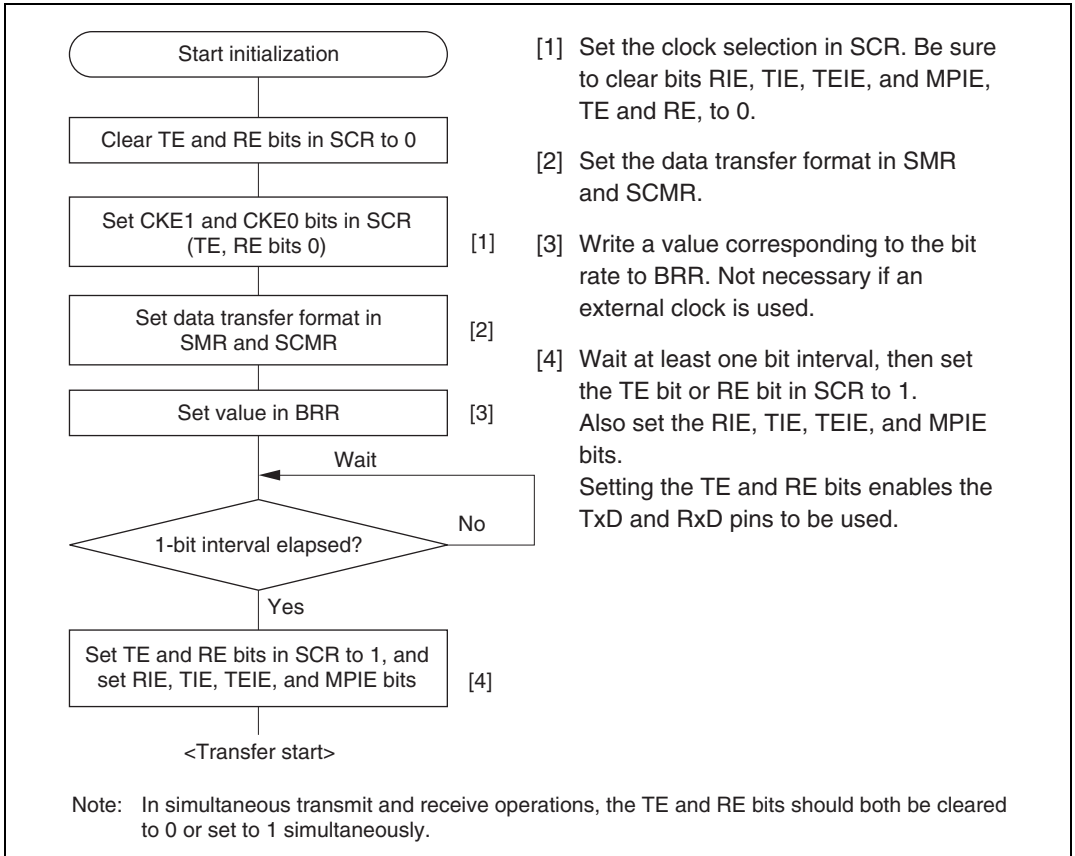 Start initialization
Clear TE and RE bits in SCR to 0
Set CKE1 and CKE0 bits in SCR
(TE, RE bits 0)
[1]
Set data transfer format in
SMR and SCMR
[2]
Set value in BRR
[3]
Wait
No
1-bit interval elapsed?
Yes
Set TE and RE bits in SCR to 1, and
set RIE, TIE, TEIE, and MPIE bits
[4]
<Transfer start>
[1] Set the clock selection in SCR. Be sure
to clear bits RIE, TIE, TEIE, and MPIE,
TE and RE, to 0.
[2] Set the data transfer format in SMR
and SCMR.
[3] Write a value corresponding to the bit
rate to BRR. Not necessary if an
external clock is used.
[4] Wait at least one bit interval, then set
the TE bit or RE bit in SCR to 1.
Also set the RIE, TIE, TEIE, and MPIE
bits.
Setting the TE and RE bits enables the
TxD and RxD pins to be used.
Note: In simultaneous transmit and receive operations, the TE and RE bits should both be cleared
to 0 or set to 1 simultaneously.